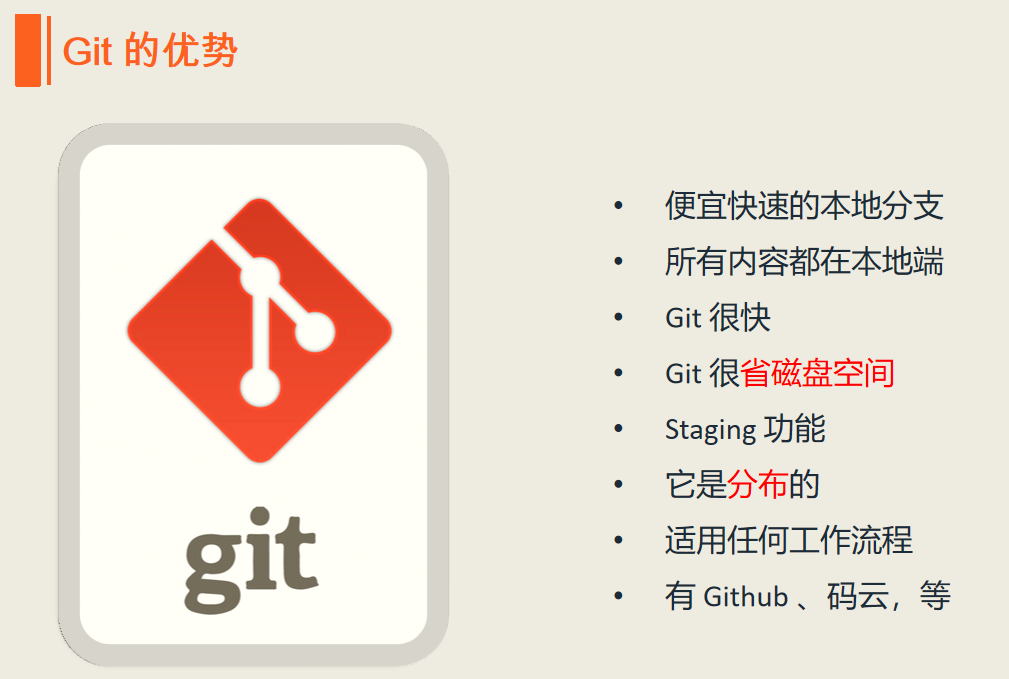 Git 的优势
git
• 便宜快速的本地分支
• 所有内容都在本地端
• Git 很快
• Git 很省磁盘空间
• Staging 功能
• 它是分布的
• 适用任何工作流程
• 有 Github 、码云，等